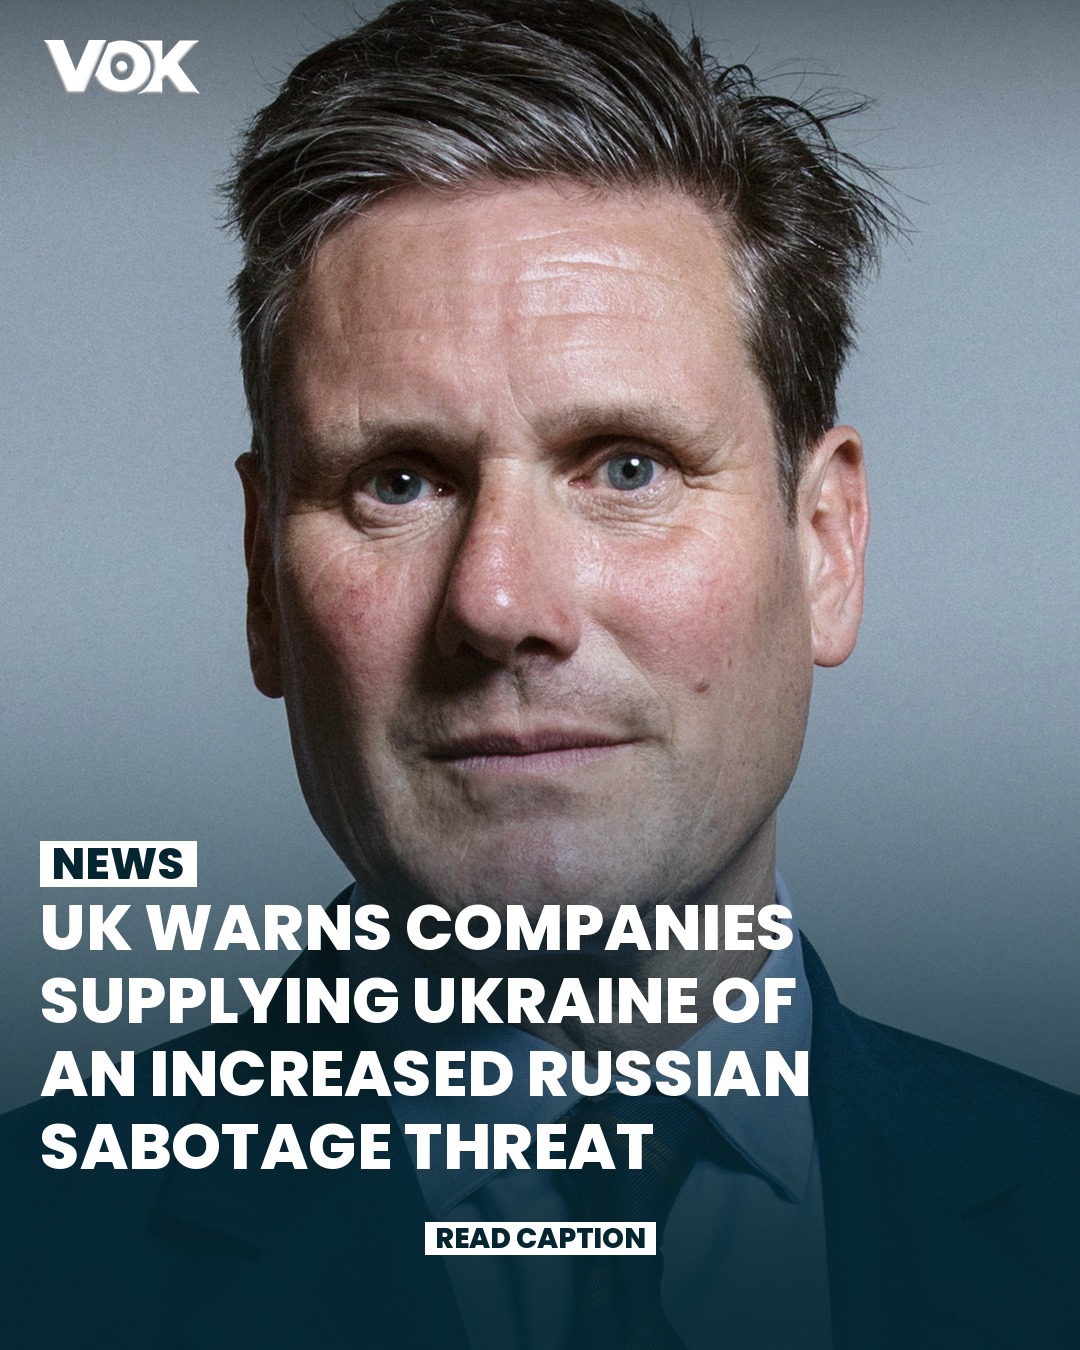 VOK
NEWS
UK WARNS COMPANIES
SUPPLYING UKRAINE OF
AN INCREASED RUSSIAN
SABOTAGE THREAT
READ CAPTION